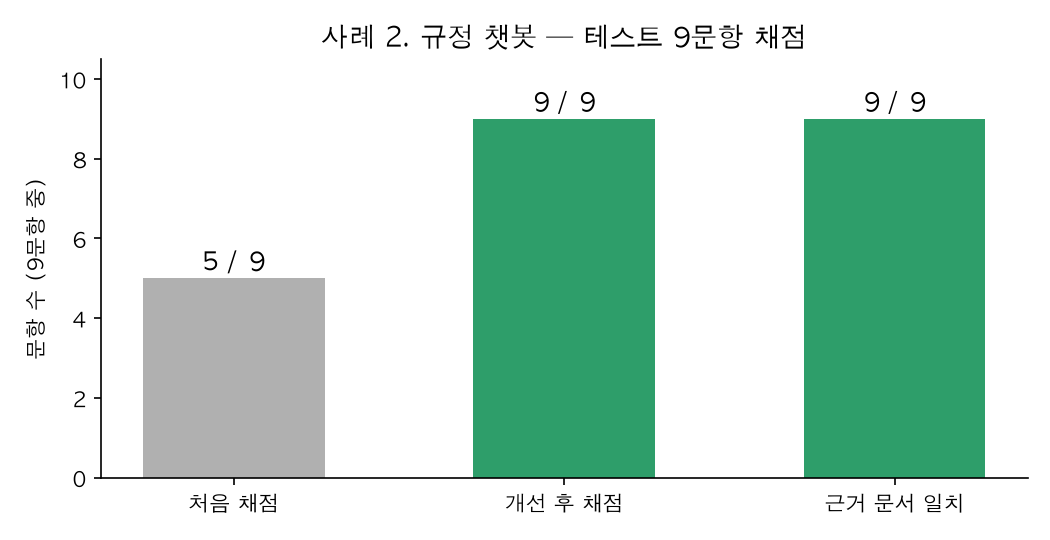 사례 2. 규정 챗봇 — 테스트 9문항 채점
문항 수 (9문항 중)
10
8
6
4
2
0
5 / 9
9 / 9
9 / 9
처음 채점
개선 후 채점
근거 문서 일치